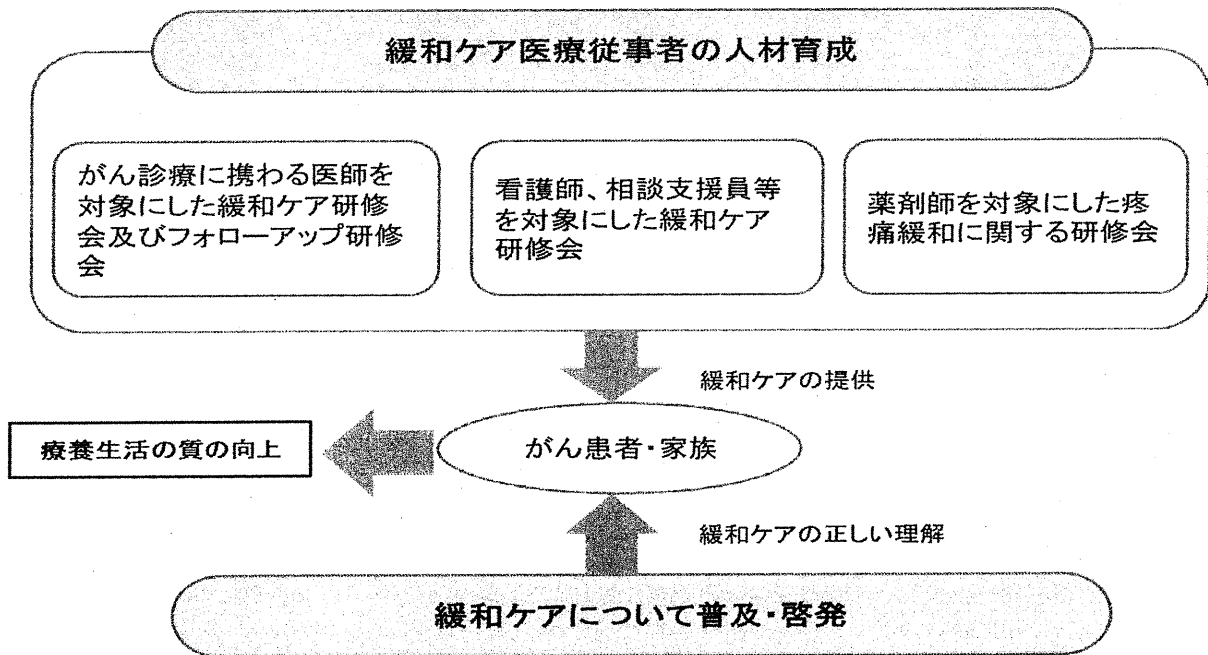 緩和ケア医療従事者の人材育成
がん診療に携わる医師を
対象にした緩和ケア研修
会及びフォローアップ研修
会
看護師、相談支援員等
を対象にした緩和ケア
研修会
薬剤師を対象にした疼
痛緩和に関する研修会
緩和ケアの提供
がん患者・家族
療養生活の質の向上
緩和ケアの正しい理解
緩和ケアについて普及・啓発